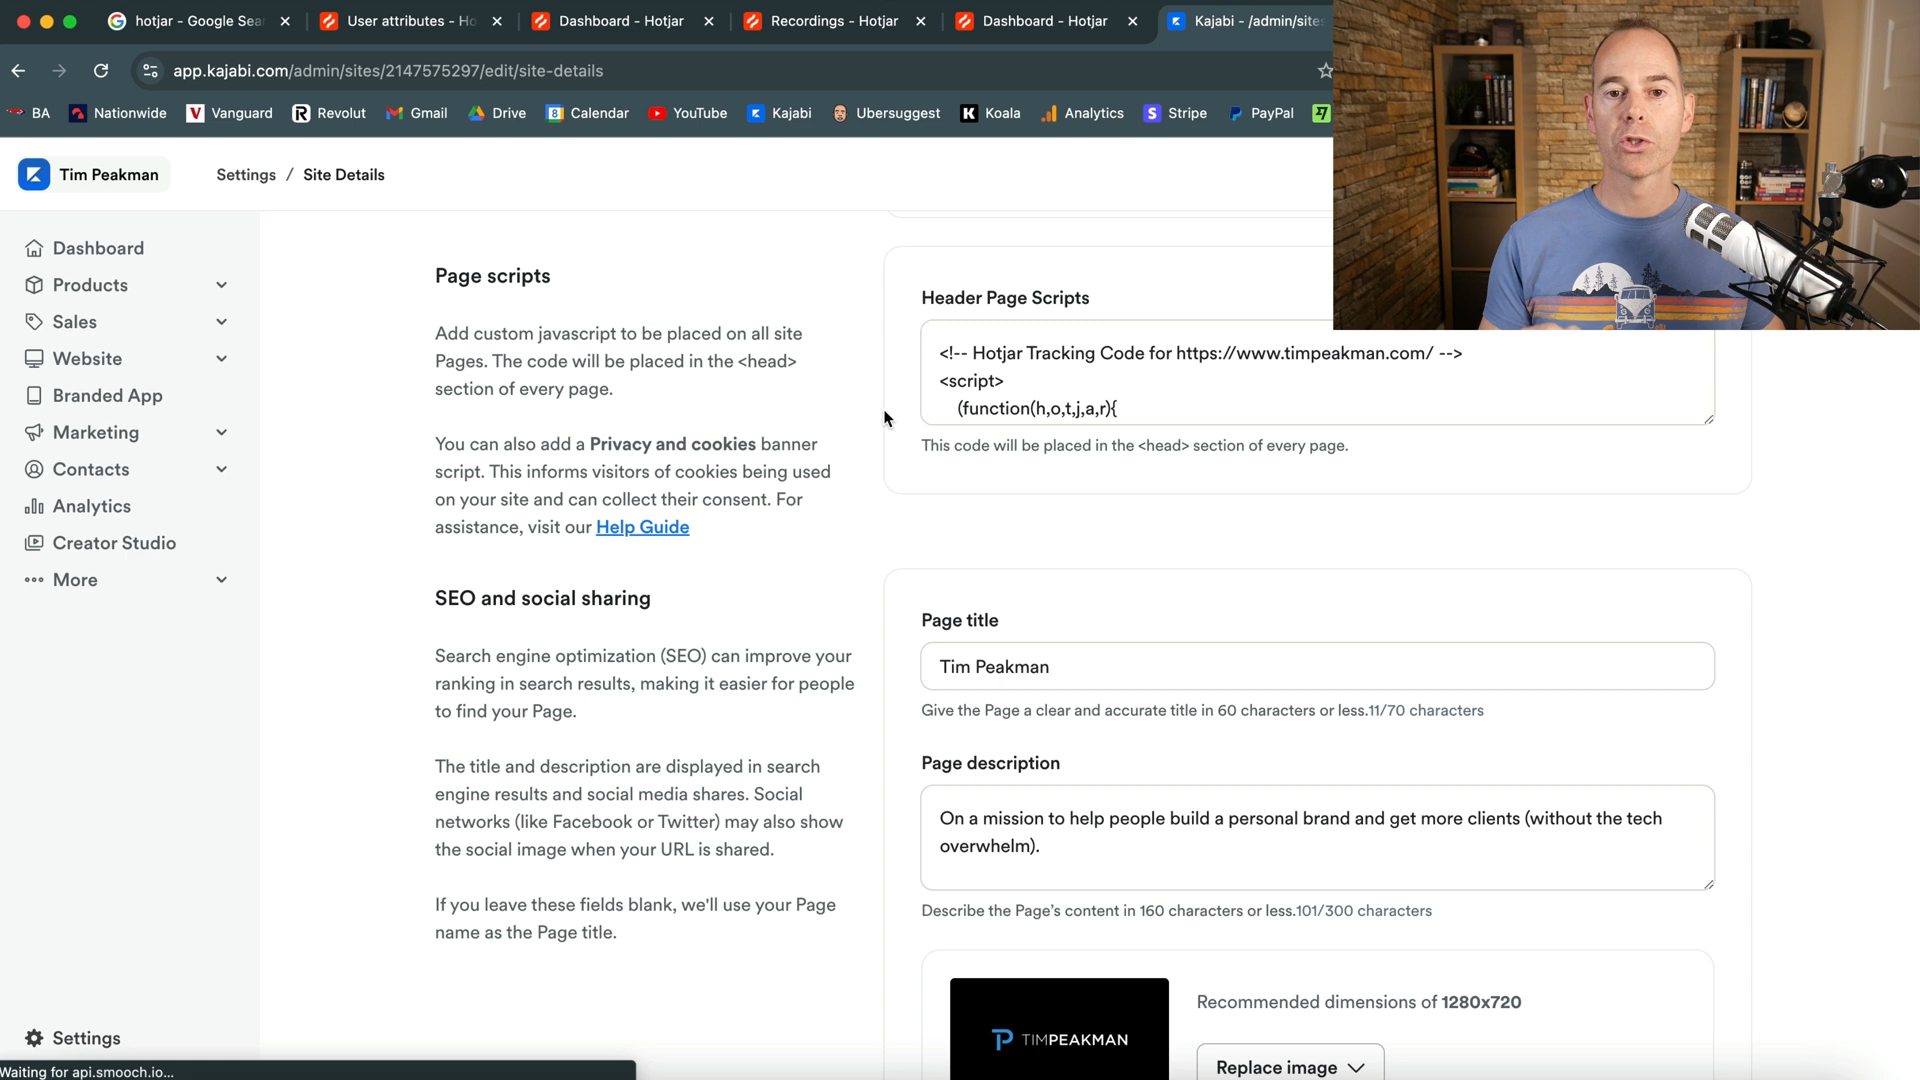 hotjar - Google Sea
User attributes - Ho
Dashboard - Hotjar
Recordings - Hotjar
Dashboard - Hotjar
Kajabi - /admin/sites
app.kajabi.com/admin/sites/2147575297/edit/site-details
BA
Nationwide
Vanguard
Revolut
Gmail
Drive
Calendar
YouTube
Kajabi
Ubersuggest
Koala
Analytics
Stripe
PayPal
Tim Peakman
Settings / Site Details
Dashboard
Products
Sales
Website
Branded App
Marketing
Contacts
Analytics
Creator Studio
More
Settings
Waiting for api.smooch.io...
Page scripts
Add custom javascript to be placed on all site
Pages. The code will be placed in the <head>
section of every page.
You can also add a Privacy and cookies banner
script. This informs visitors of cookies being used
on your site and can collect their consent. For
assistance, visit our Help Guide
Header Page Scripts
<!-- Hotjar Tracking Code for https://www.timpeakman.com/ -->
<script>
(function(h,o,t,j,a,r){
This code will be placed in the <head> section of every page.
SEO and social sharing
Search engine optimization (SEO) can improve your
ranking in search results, making it easier for people
to find your Page.
The title and description are displayed in search
engine results and social media shares. Social
networks (like Facebook or Twitter) may also show
the social image when your URL is shared.
If you leave these fields blank, we'll use your Page
name as the Page title.
Page title
Tim Peakman
Give the Page a clear and accurate title in 60 characters or less.11/70 characters
Page description
On a mission to help people build a personal brand and get more clients (without the tech
overwhelm).
Describe the Page's content in 160 characters or less.101/300 characters
TIMPEAKMAN
Recommended dimensions of 1280x720
Replace image